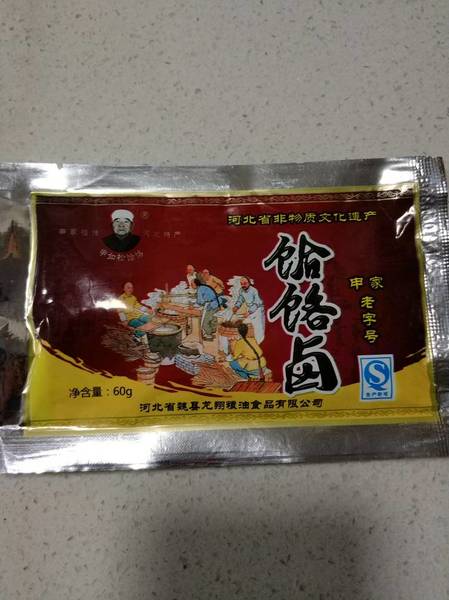 河北省非物质文化遗产
®
饸饹卤
申家
老字号
净含量：60g
河北省魏县龙翔粮油食品有限公司